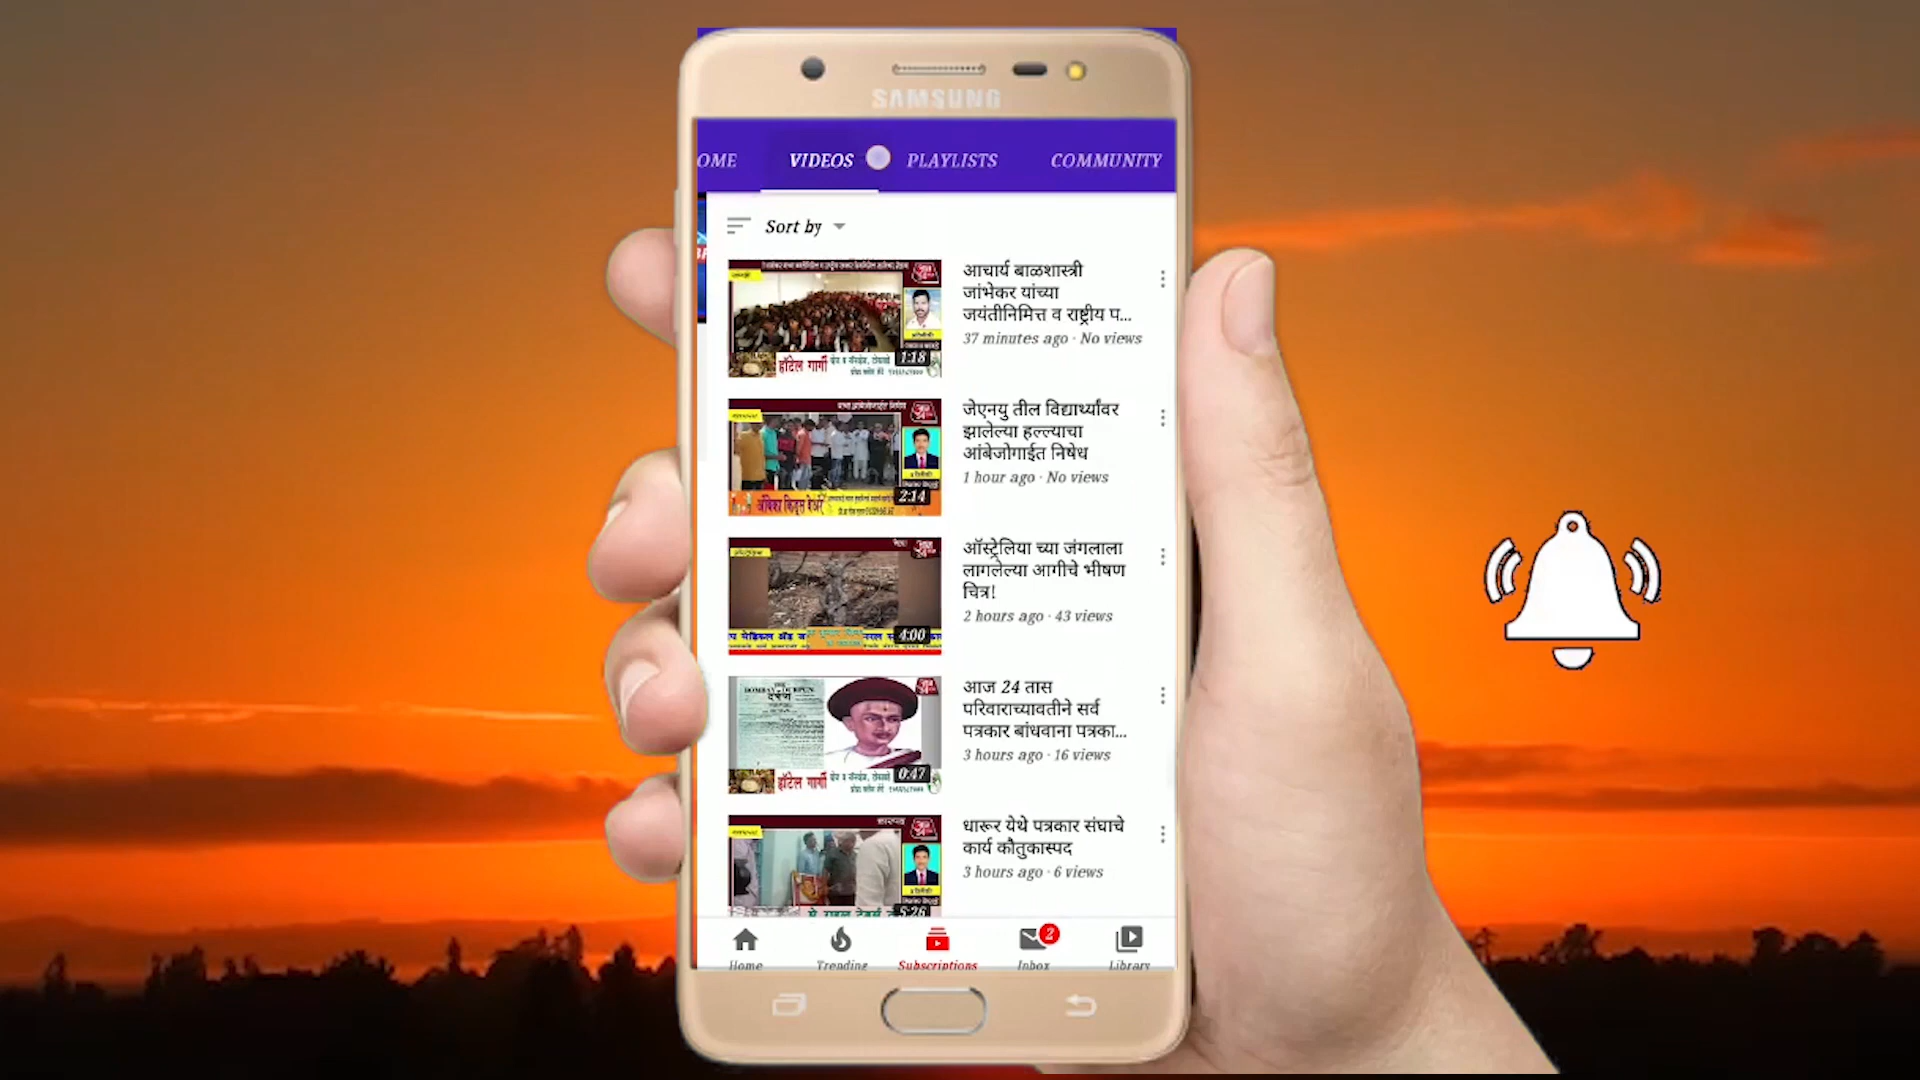 SAMSUNG
OME VIDEOS PLAYLISTS COMMUNITY
Sort by
आचार्य बाळशास्त्री
जांभेकर यांच्या
जयंतीनिमित्त व राष्ट्रीय प...
37 minutes ago · No views
हॉटेल गार्गी
1:18
जेएनयु तील विद्यार्थ्यांवर
झालेल्या हल्ल्याचा
आंबेजोगाईत निषेध
1 hour ago · No views
2:14
ऑस्ट्रेलिया च्या जंगलाला
लागलेल्या आगीचे भीषण
चित्र!
2 hours ago · 43 views
4:00
आज 24 तास
परिवाराच्यावतीने सर्व
पत्रकार बांधवाना पत्रका...
3 hours ago · 16 views
हॉटेल गार्गी
0:47
धारूर येथे पत्रकार संघाचे
कार्य कौतुकास्पद
3 hours ago · 6 views
5:26
2
Home Trending Subscriptions Inbox Library